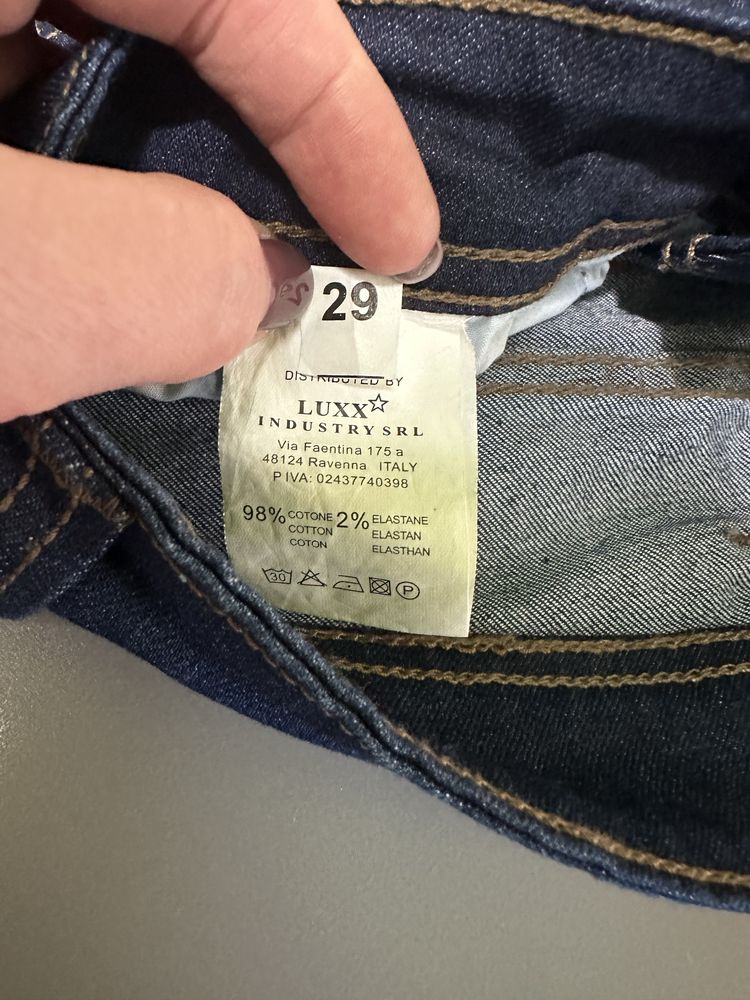 29
DISTRIBUTED BY
LUXX
INDUSTRY SRL
Via Faentina 175 a
48124 Ravenna ITALY
P IVA: 02437740398
98% COTONE 2% ELASTANE
COTTON ELASTAN
COTON ELASTHAN
30 P